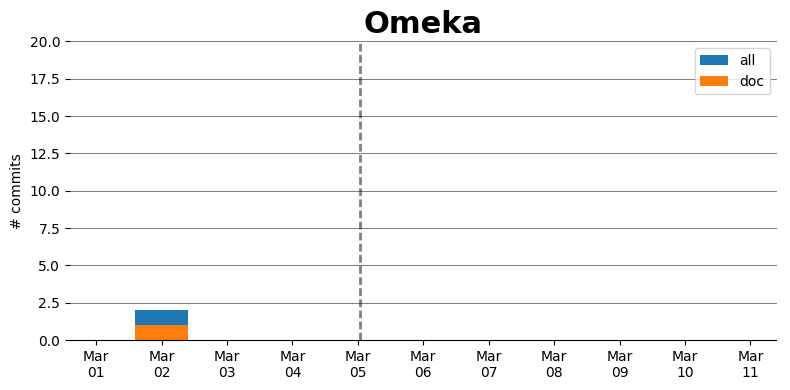 Omeka
20.0
17.5
15.0
12.5
10.0
7.5
5.0
2.5
0.0
# commits
all
doc
Mar 01
Mar 02
Mar 03
Mar 04
Mar 05
Mar 06
Mar 07
Mar 08
Mar 09
Mar 10
Mar 11